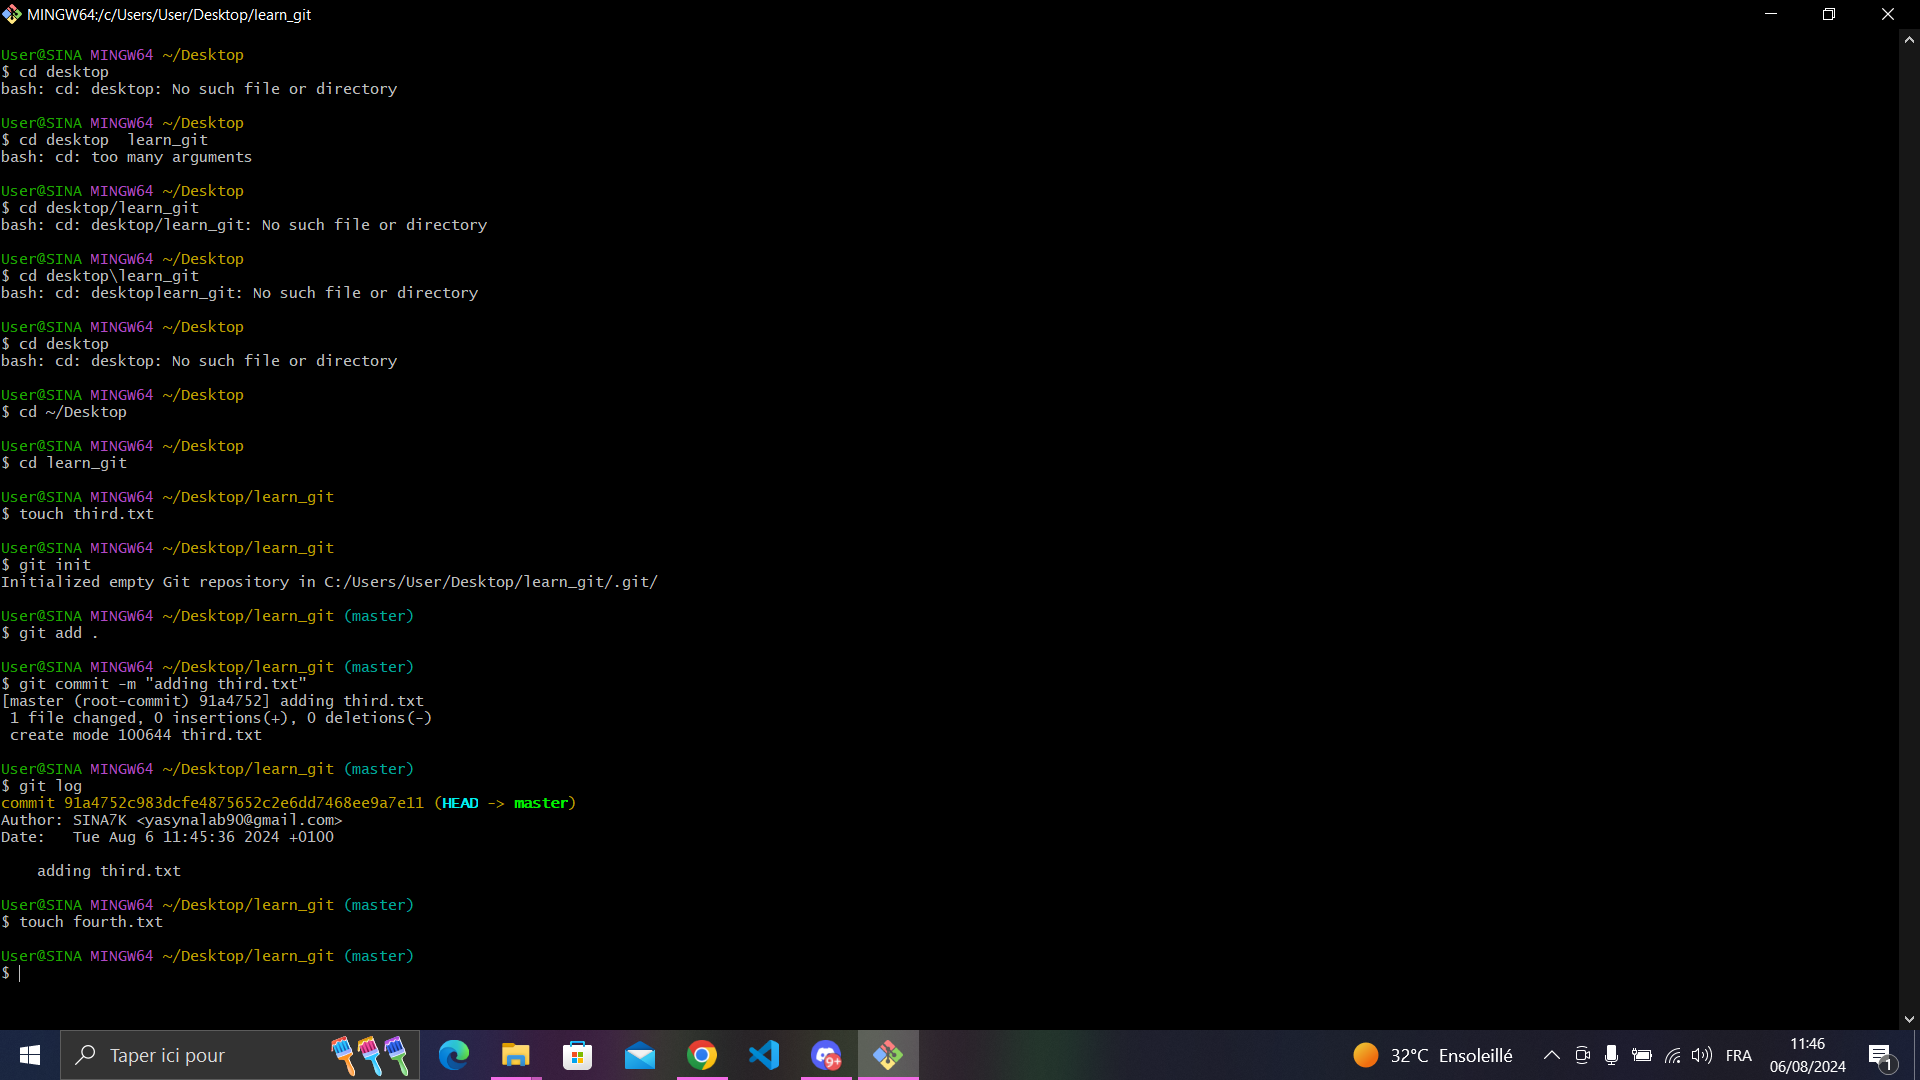 MINGW64:/c/Users/User/Desktop/learn_git
User@SINA MINGW64 ~/Desktop
$ cd desktop
bash: cd: desktop: No such file or directory
User@SINA MINGW64 ~/Desktop
$ cd desktop  learn_git
bash: cd: too many arguments
User@SINA MINGW64 ~/Desktop
$ cd desktop/learn_git
bash: cd: desktop/learn_git: No such file or directory
User@SINA MINGW64 ~/Desktop
$ cd desktop\learn_git
bash: cd: desktoplearn_git: No such file or directory
User@SINA MINGW64 ~/Desktop
$ cd desktop
bash: cd: desktop: No such file or directory
User@SINA MINGW64 ~/Desktop
$ cd ~/Desktop
User@SINA MINGW64 ~/Desktop
$ cd learn_git
User@SINA MINGW64 ~/Desktop/learn_git
$ touch third.txt
User@SINA MINGW64 ~/Desktop/learn_git
$ git init
Initialized empty Git repository in C:/Users/User/Desktop/learn_git/.git/
User@SINA MINGW64 ~/Desktop/learn_git (master)
$ git add .
User@SINA MINGW64 ~/Desktop/learn_git (master)
$ git commit -m "adding third.txt"
[master (root-commit) 91a4752] adding third.txt
 1 file changed, 0 insertions(+), 0 deletions(-)
 create mode 100644 third.txt
User@SINA MINGW64 ~/Desktop/learn_git (master)
$ git log
commit 91a4752c983dcfe4875652c2e6dd7468ee9a7e11 (HEAD -> master)
Author: SINA7K <yasynalab90@gmail.com>
Date:   Tue Aug 6 11:45:36 2024 +0100
    adding third.txt
User@SINA MINGW64 ~/Desktop/learn_git (master)
$ touch fourth.txt
User@SINA MINGW64 ~/Desktop/learn_git (master)
$
Taper ici pour
9+
32°C Ensoleillé
FRA
11:46
06/08/2024
1